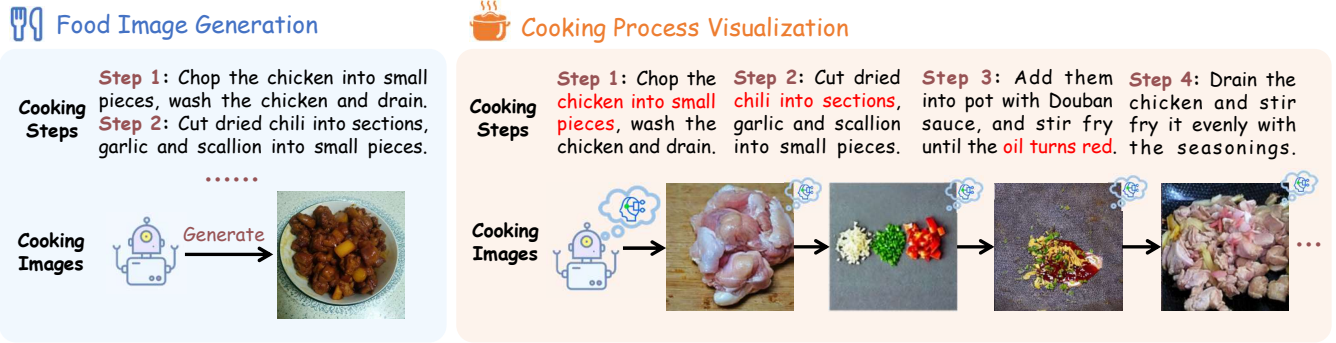 Food Image Generation
Cooking Steps
Step 1: Chop the chicken into small
pieces, wash the chicken and drain.
Step 2: Cut dried chili into sections,
garlic and scallion into small pieces.
......
Cooking
Images
Generate
Cooking Process Visualization
Cooking
Steps
Step 1: Chop the
chicken into small
pieces, wash the
chicken and drain.
Step 2: Cut dried
chili into sections,
garlic and scallion
into small pieces.
Step 3: Add them
into pot with Douban
sauce, and stir fry
until the oil turns red.
Step 4: Drain the
chicken and stir
fry it evenly with
the seasonings.
Cooking
Images
...